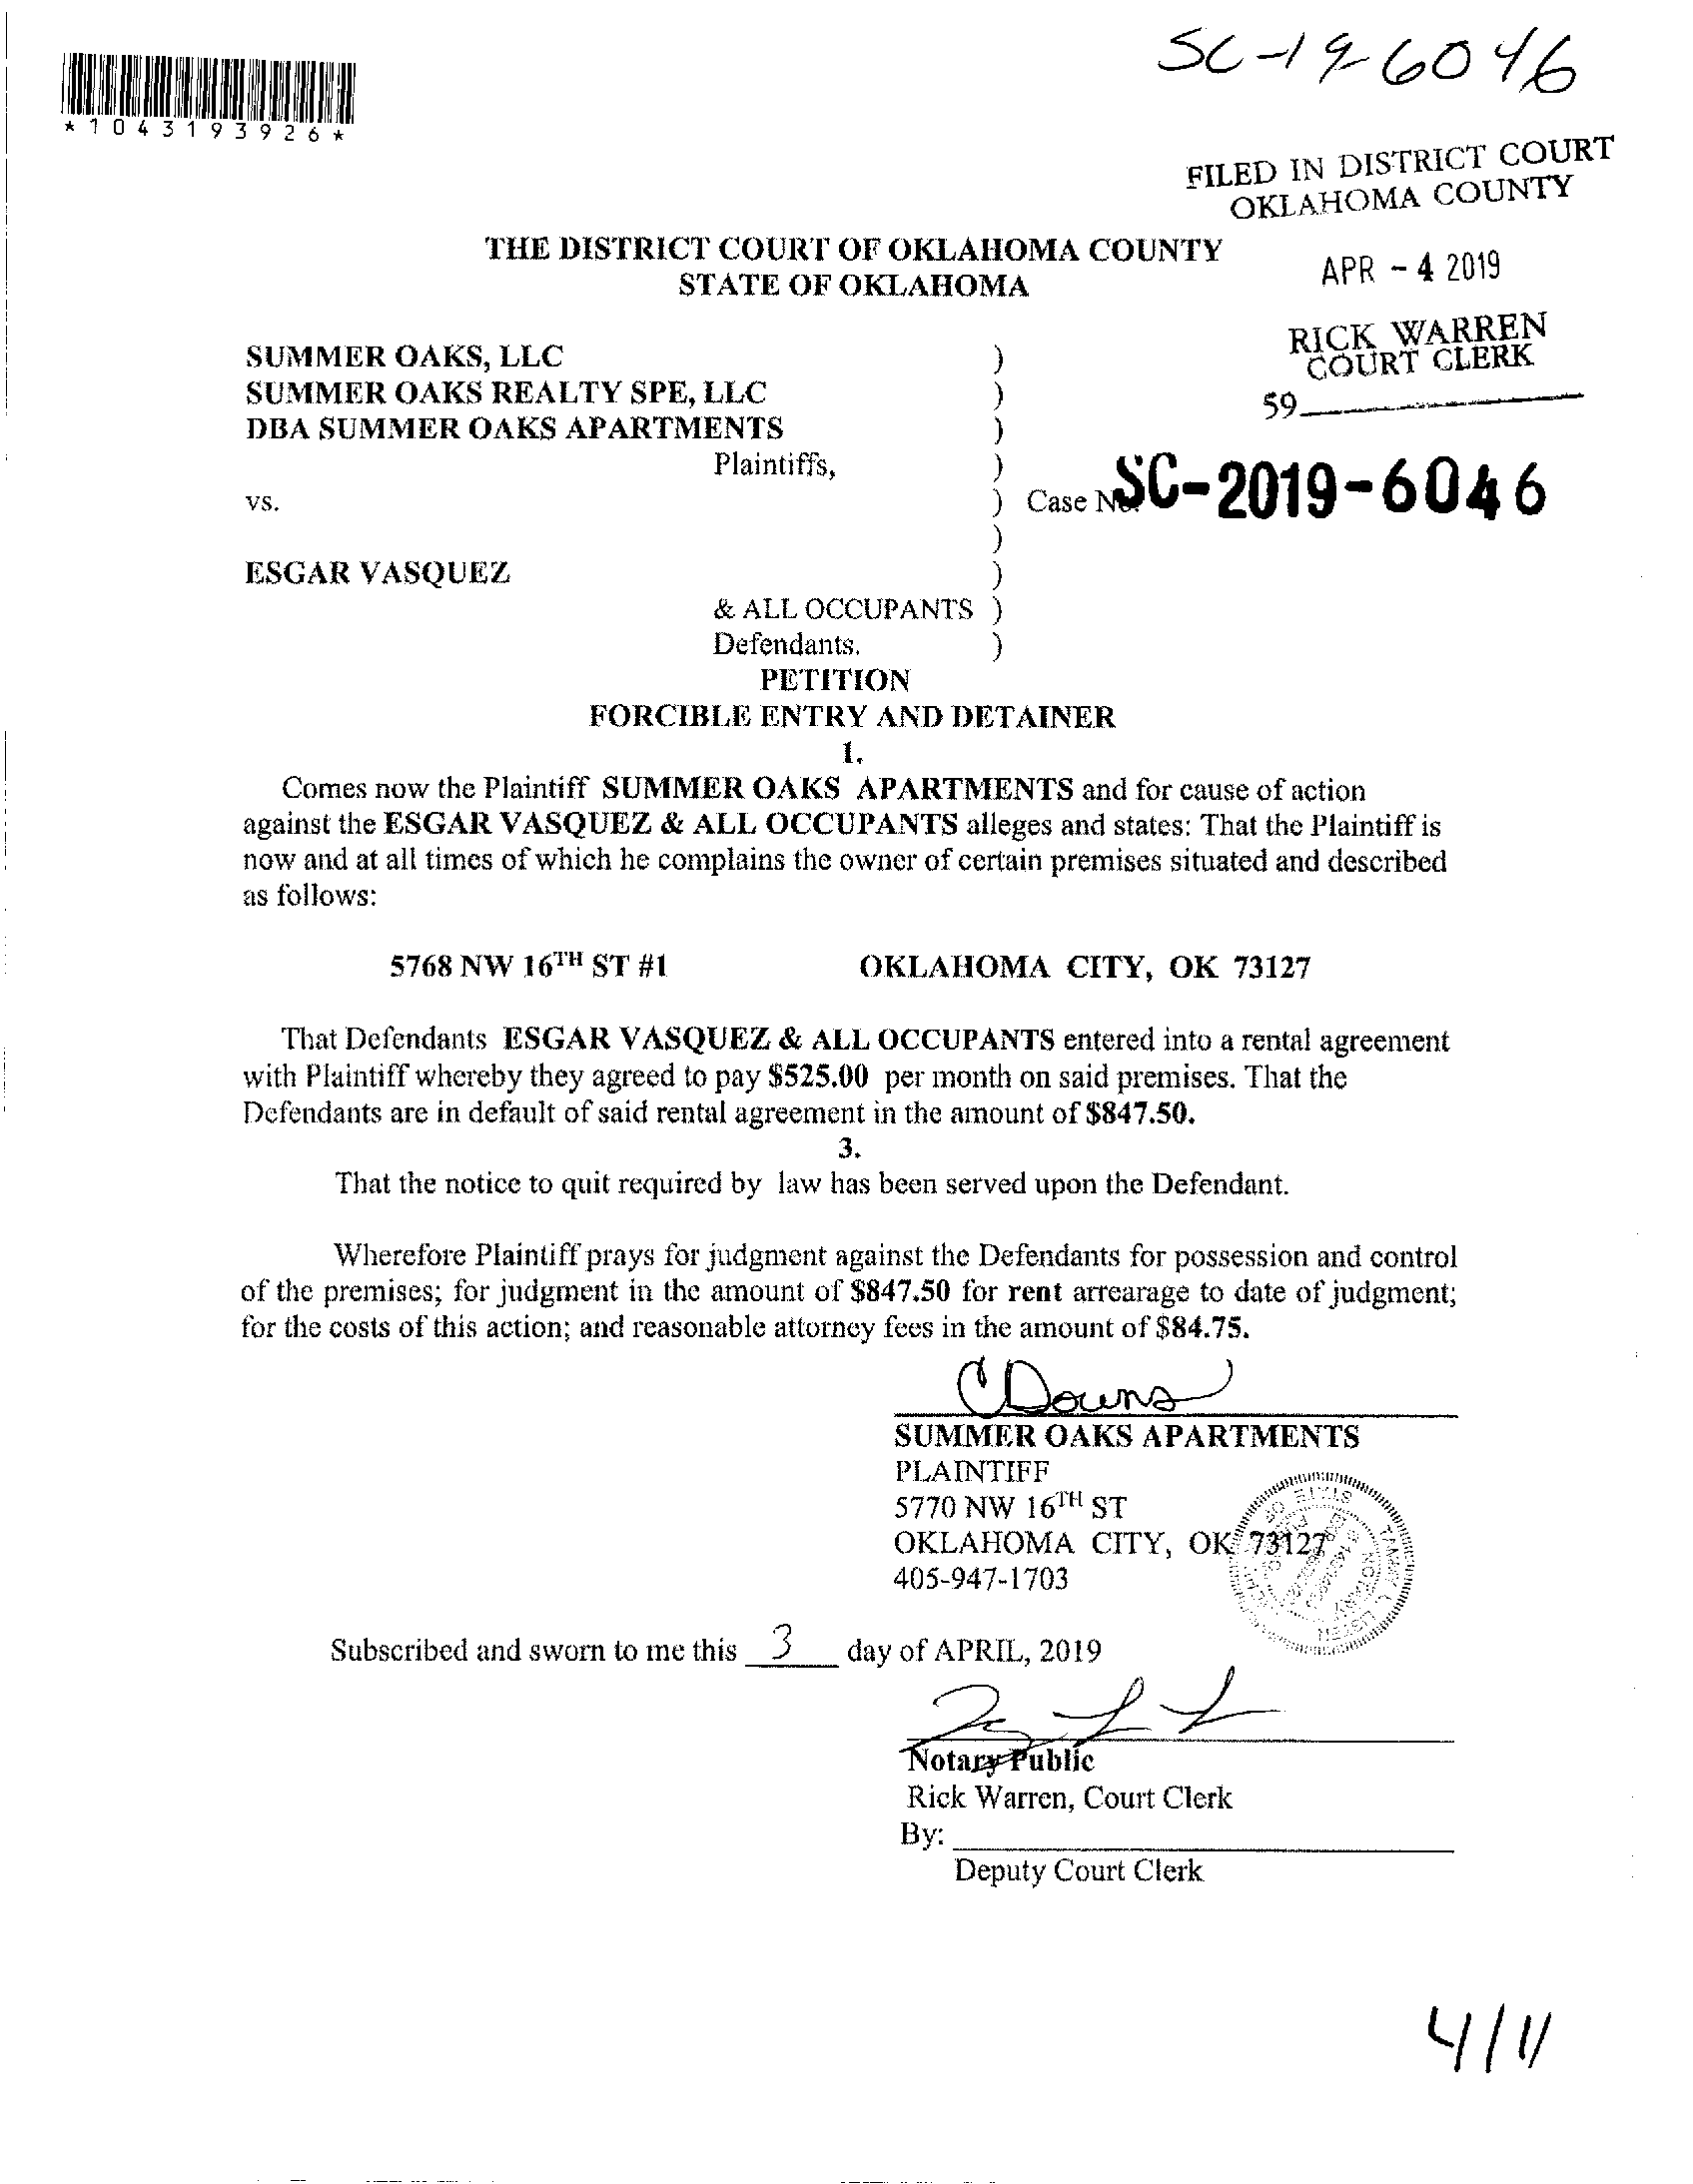 SC-19-6046
*1043193926*
FILED IN DISTRICT COURT
OKLAHOMA COUNTY
THE DISTRICT COURT OF OKLAHOMA COUNTY
STATE OF OKLAHOMA
APR - 4 2019
RICK WARREN
COURT CLERK
59
SUMMER OAKS, LLC )
SUMMER OAKS REALTY SPE, LLC )
DBA SUMMER OAKS APARTMENTS )
Plaintiffs, )
vs. ) Case No. SC-2019-6046
)
ESGAR VASQUEZ )
& ALL OCCUPANTS )
Defendants. )
PETITION
FORCIBLE ENTRY AND DETAINER
1.
Comes now the Plaintiff SUMMER OAKS APARTMENTS and for cause of action
against the ESGAR VASQUEZ & ALL OCCUPANTS alleges and states: That the Plaintiff is
now and at all times of which he complains the owner of certain premises situated and described
as follows:
5768 NW 16TH ST #1 OKLAHOMA CITY, OK 73127
That Defendants ESGAR VASQUEZ & ALL OCCUPANTS entered into a rental agreement
with Plaintiff whereby they agreed to pay $525.00 per month on said premises. That the
Defendants are in default of said rental agreement in the amount of $847.50.
3.
That the notice to quit required by law has been served upon the Defendant.
Wherefore Plaintiff prays for judgment against the Defendants for possession and control
of the premises; for judgment in the amount of $847.50 for rent arrearage to date of judgment;
for the costs of this action; and reasonable attorney fees in the amount of $84.75.
CDowns
SUMMER OAKS APARTMENTS
PLAINTIFF
5770 NW 16TH ST
OKLAHOMA CITY, OK 73127
405-947-1703
Subscribed and sworn to me this 3 day of APRIL, 2019
Notary Public
Rick Warren, Court Clerk
By:
Deputy Court Clerk
4/11